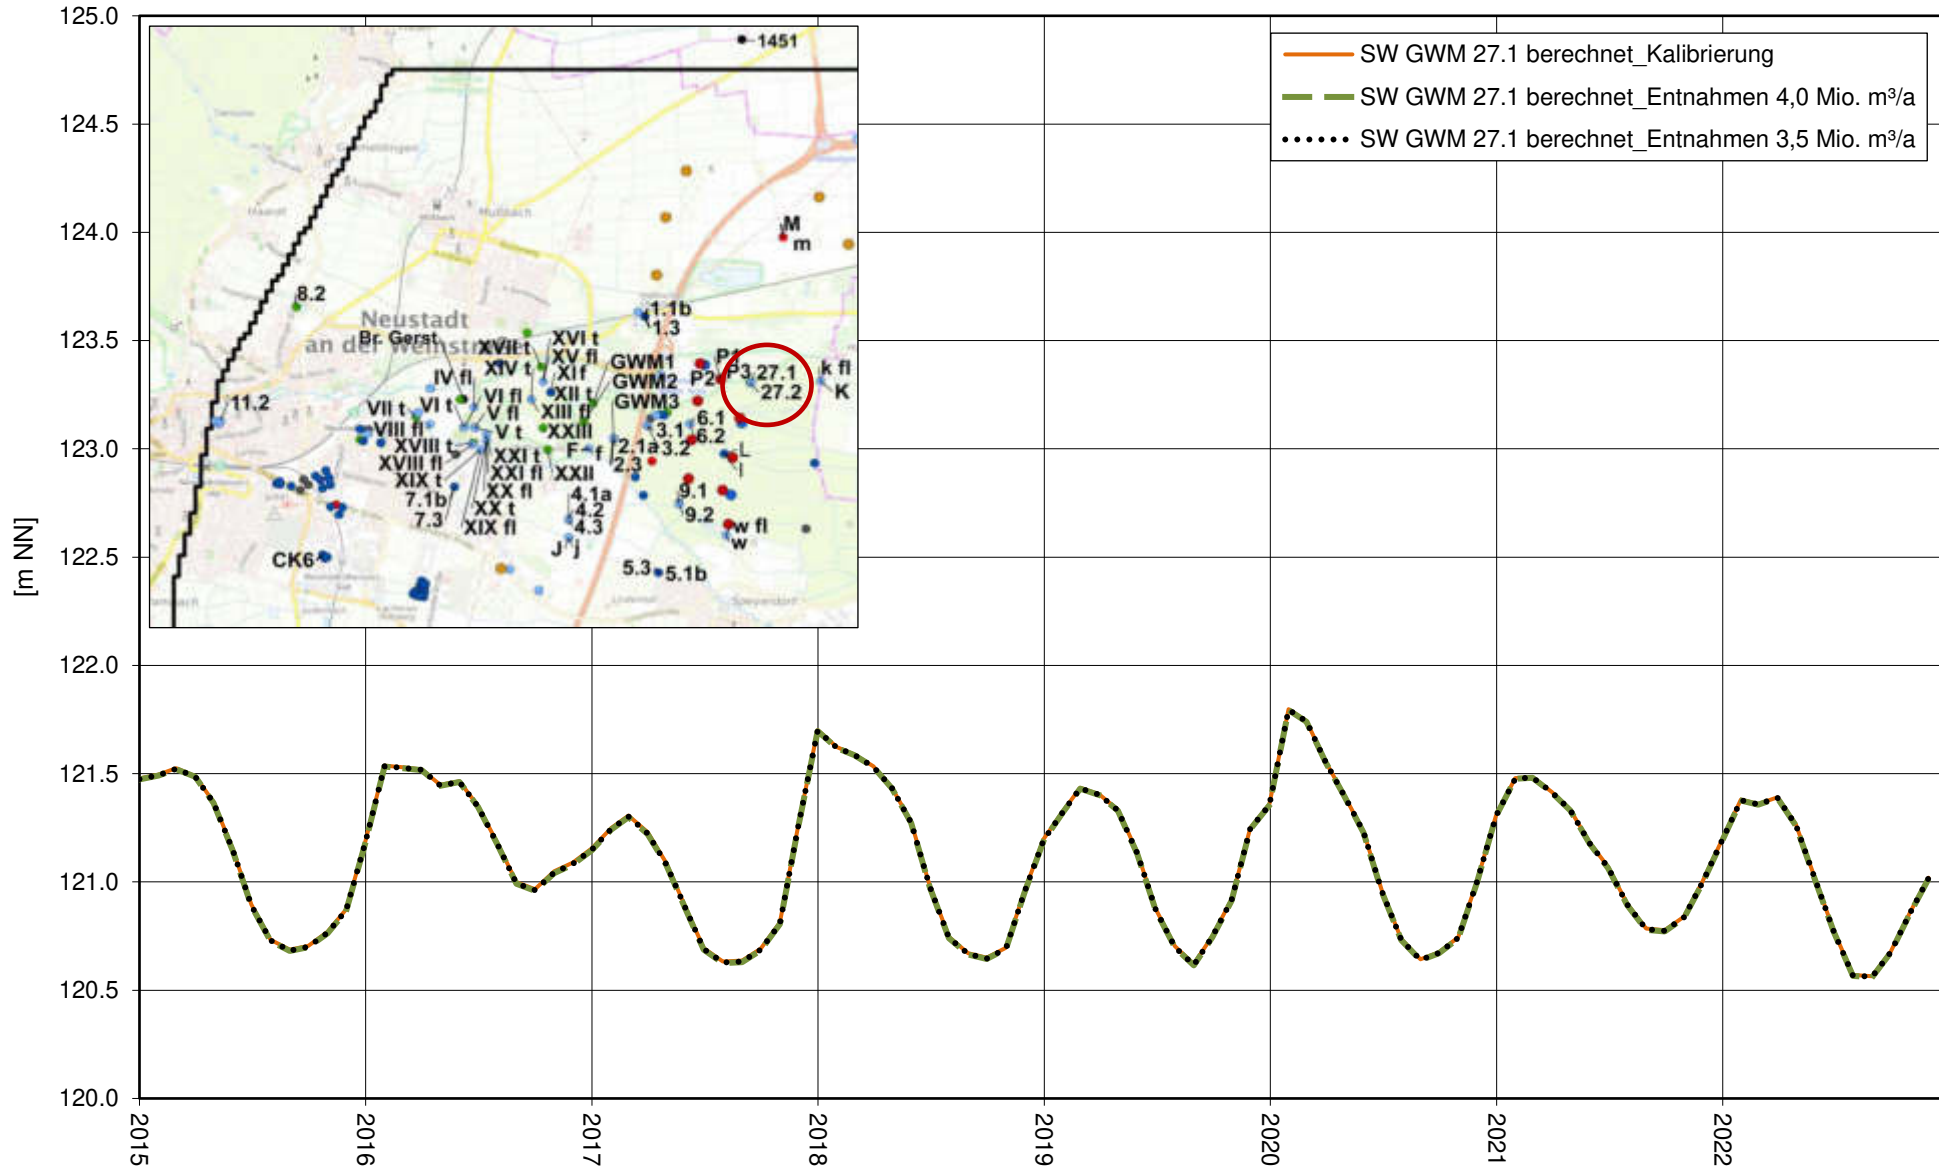 125.0
124.5
124.0
123.5
123.0
122.5
122.0
121.5
121.0
120.5
120.0
[m NN]
2015
2016
2017
2018
2019
2020
2021
2022
SW GWM 27.1 berechnet_Kalibrierung
SW GWM 27.1 berechnet_Entnahmen 4,0 Mio. m³/a
SW GWM 27.1 berechnet_Entnahmen 3,5 Mio. m³/a
1451
M
m
8.2
1.1b
1.3
Neustadt
an der Weinstraße
Br. Gerst
XVII t
XVI t
XV fl
XIV t
XI f
XII t
XIII fl
XXIII
GWM1
GWM2
GWM3
P1
P2
P3
27.1
27.2
k fl
K
11.2
IV fl
VII t
VI t
VI fl
V fl
VIII fl
V t
XVIII t
XVIII fl
XIX t
XXI t
XXI fl
XX fl
XXII
XX t
XIX fl
7.1b
7.3
F
f
2.1a
2.3
3.1
3.2
6.1
6.2
L
l
4.1a
4.2
4.3
J
j
9.1
9.2
w fl
w
CK6
5.3
5.1b
Speyerdorf